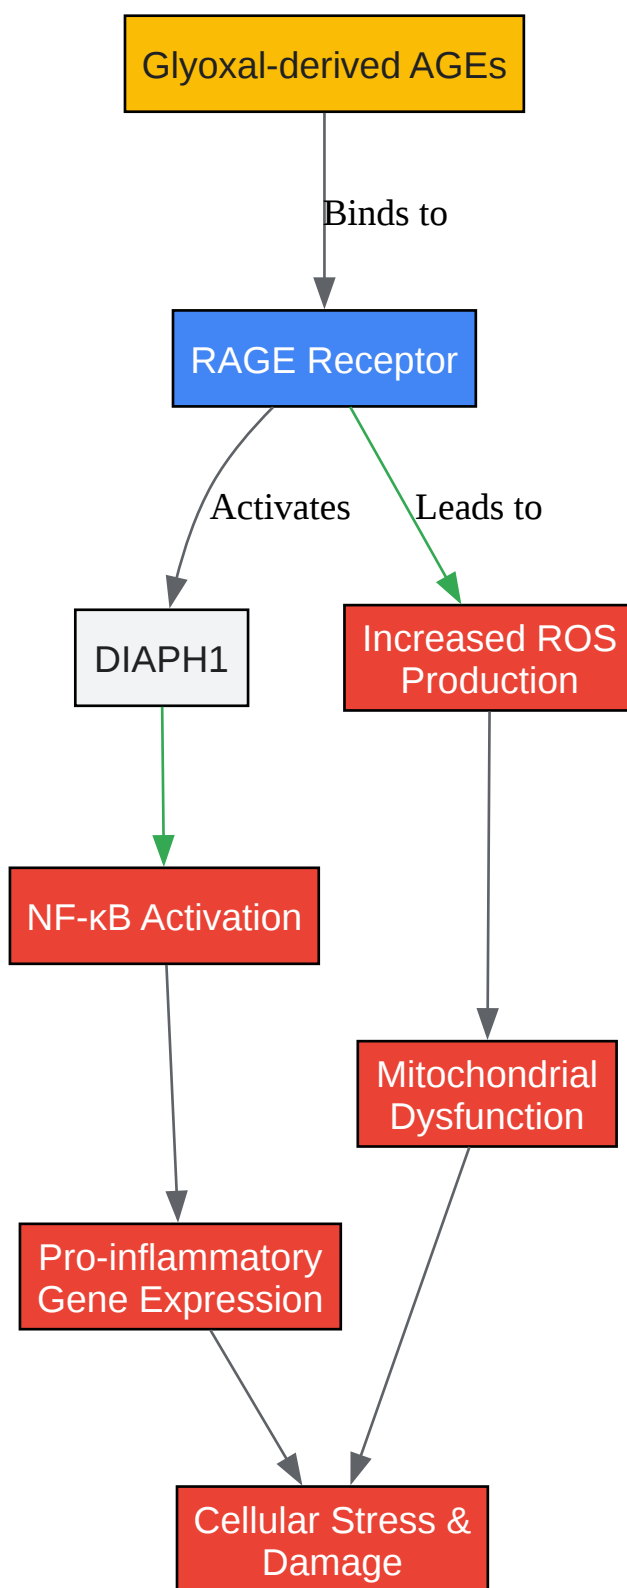 Glyoxal-derived AGEs
Binds to
RAGE Receptor
Activates
Leads to
DIAPH1
Increased ROS
Production
NF-κB Activation
Mitochondrial
Dysfunction
Pro-inflammatory
Gene Expression
Cellular Stress &
Damage